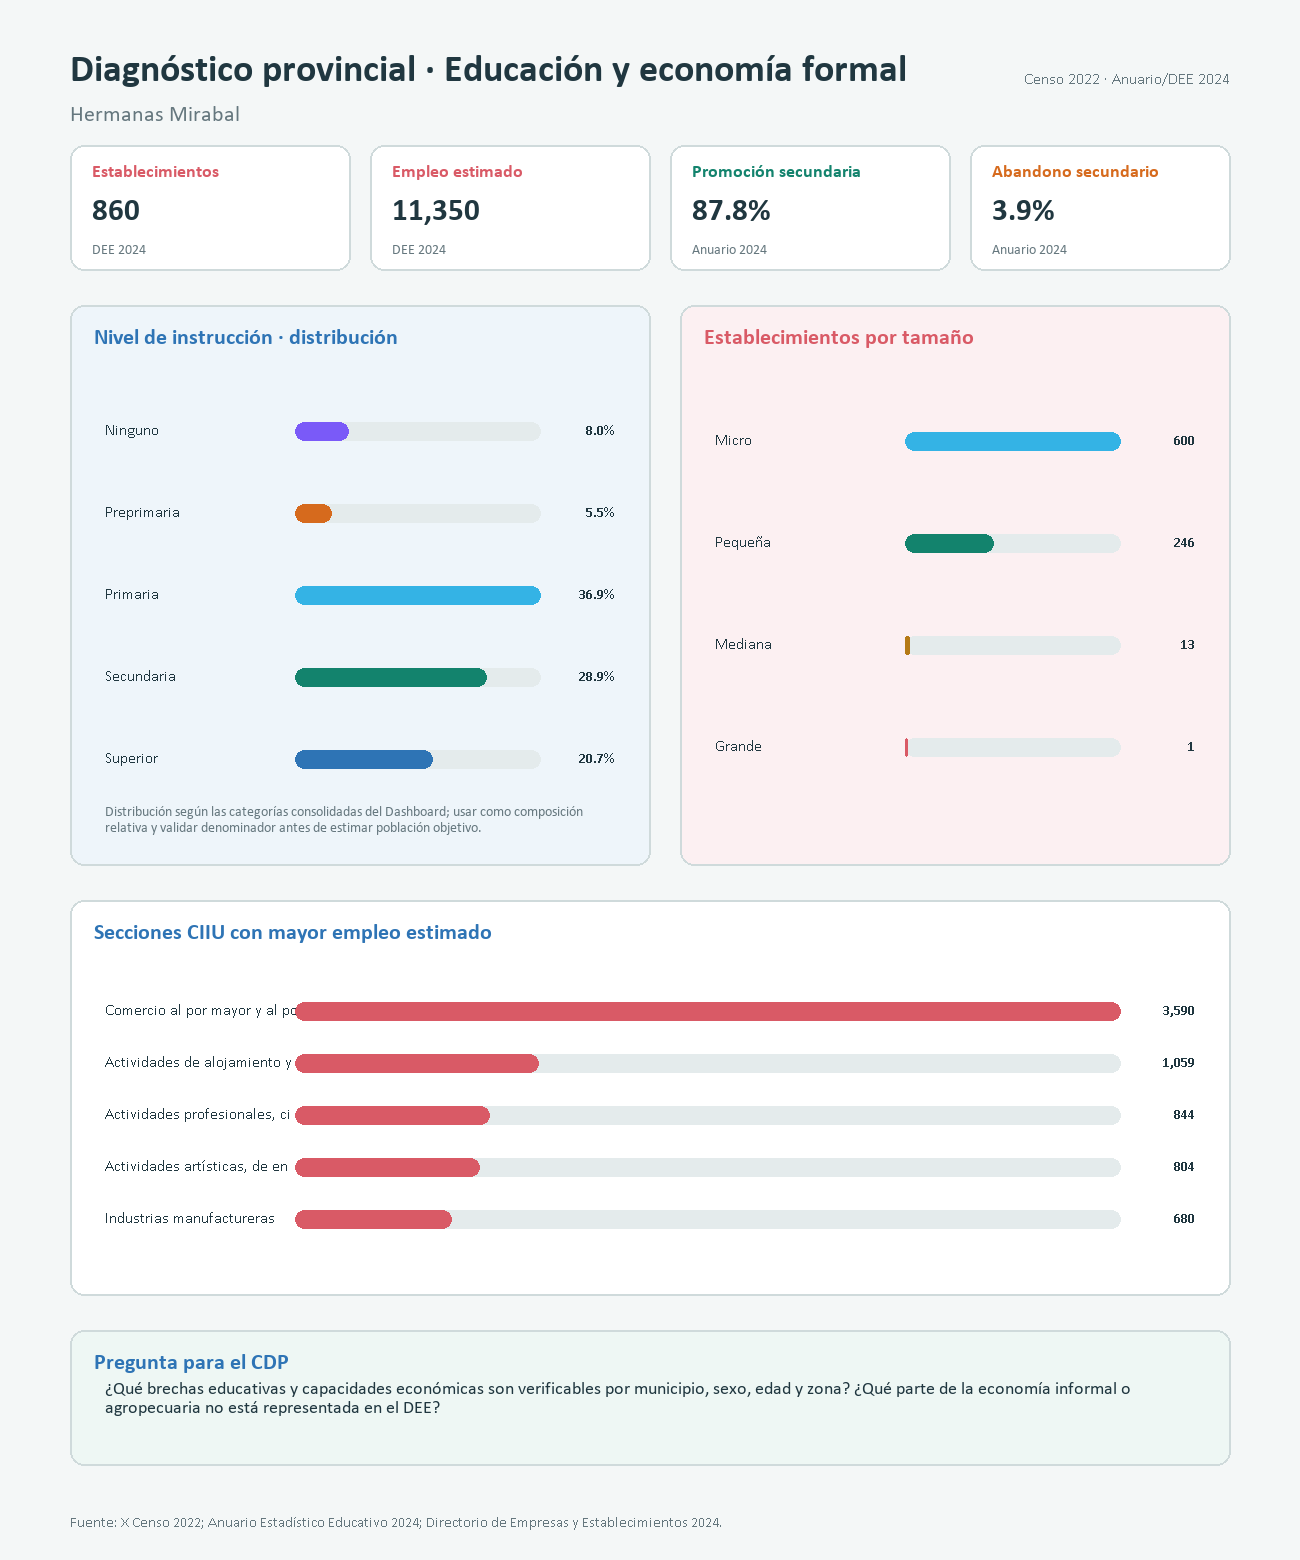 Diagnóstico provincial · Educación y economía formal
Censo 2022 · Anuario/DEE 2024
Hermanas Mirabal
Establecimientos
860
DEE 2024
Empleo estimado
11,350
DEE 2024
Promoción secundaria
87.8%
Anuario 2024
Abandono secundario
3.9%
Anuario 2024
Nivel de instrucción · distribución
Ninguno 8.0%
Preprimaria 5.5%
Primaria 36.9%
Secundaria 28.9%
Superior 20.7%
Distribución según las categorías consolidadas del Dashboard; usar como composición
relativa y validar denominador antes de estimar población objetivo.
Establecimientos por tamaño
Micro 600
Pequeña 246
Mediana 13
Grande 1
Secciones CIIU con mayor empleo estimado
Comercio al por mayor y al po 3,590
Actividades de alojamiento y 1,059
Actividades profesionales, ci 844
Actividades artísticas, de en 804
Industrias manufactureras 680
Pregunta para el CDP
¿Qué brechas educativas y capacidades económicas son verificables por municipio, sexo, edad y zona? ¿Qué parte de la economía informal o
agropecuaria no está representada en el DEE?
Fuente: X Censo 2022; Anuario Estadístico Educativo 2024; Directorio de Empresas y Establecimientos 2024.